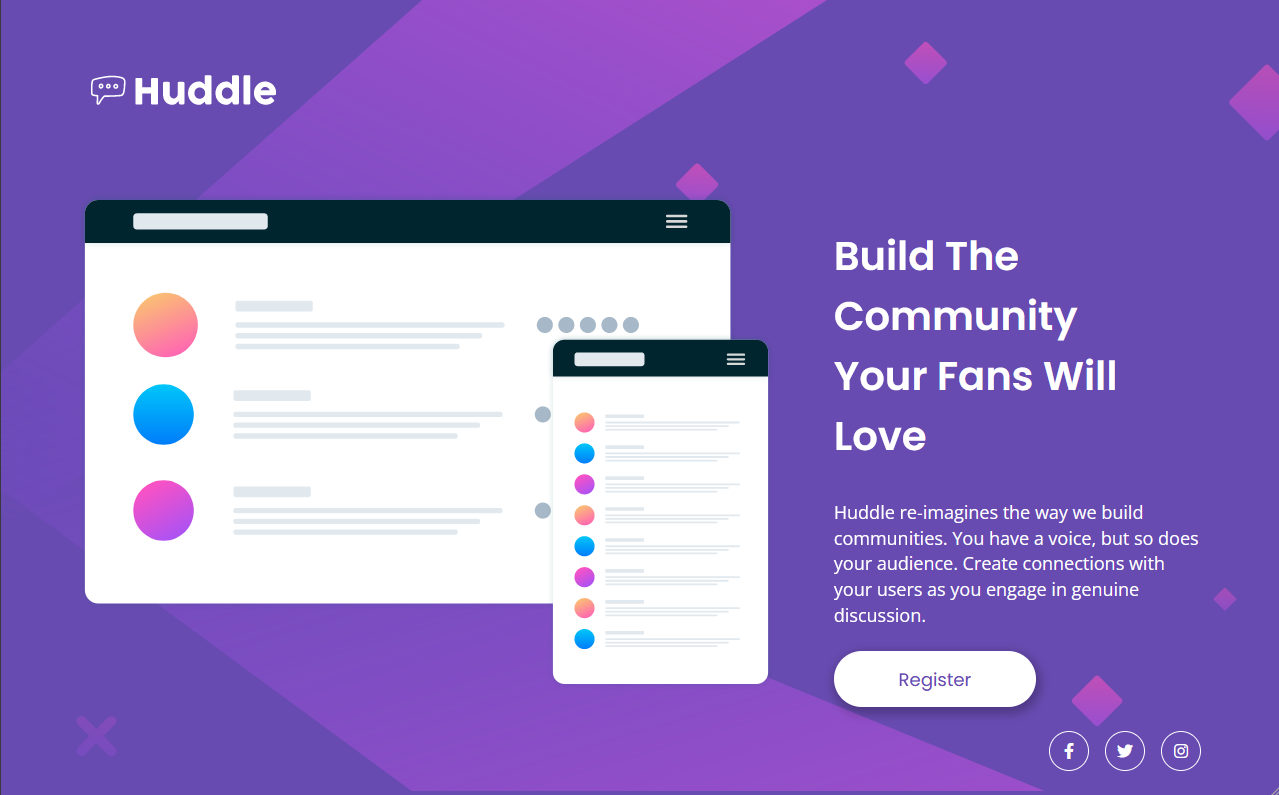 Huddle
Build The
Community
Your Fans Will
Love
Huddle re-imagines the way we build
communities. You have a voice, but so does
your audience. Create connections with
your users as you engage in genuine
discussion.
Register